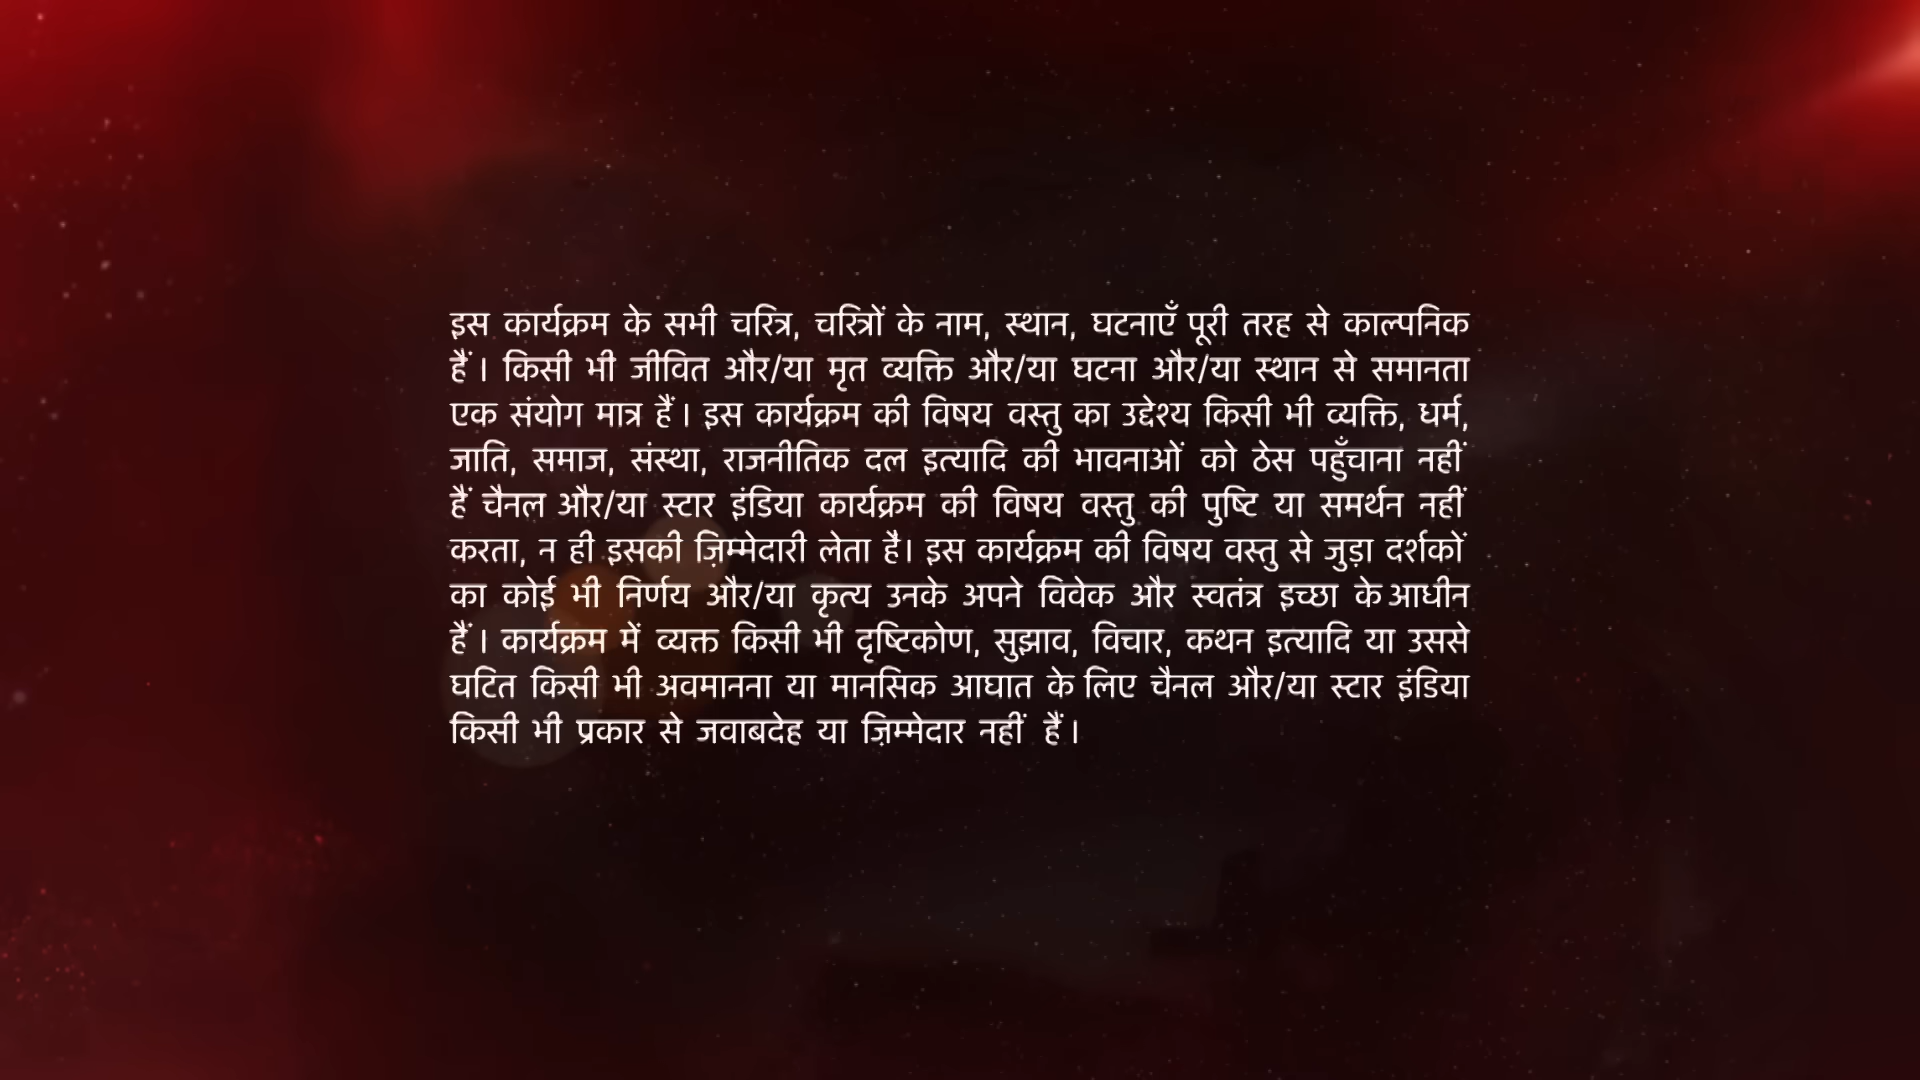 इस कार्यक्रम के सभी चरित्र, चरित्रों के नाम, स्थान, घटनाएँ पूरी तरह से काल्पनिक
हैं । किसी भी जीवित और/या मृत व्यक्ति और/या घटना और/या स्थान से समानता
एक संयोग मात्र हैं । इस कार्यक्रम की विषय वस्तु का उद्देश्य किसी भी व्यक्ति, धर्म,
जाति, समाज, संस्था, राजनीतिक दल इत्यादि की भावनाओं को ठेस पहुँचाना नहीं
हैं चैनल और/या स्टार इंडिया कार्यक्रम की विषय वस्तु की पुष्टि या समर्थन नहीं
करता, न ही इसकी ज़िम्मेदारी लेता है। इस कार्यक्रम की विषय वस्तु से जुड़ा दर्शकों
का कोई भी निर्णय और/या कृत्य उनके अपने विवेक और स्वतंत्र इच्छा के आधीन
हैं । कार्यक्रम में व्यक्त किसी भी दृष्टिकोण, सुझाव, विचार, कथन इत्यादि या उससे
घटित किसी भी अवमानना या मानसिक आघात के लिए चैनल और/या स्टार इंडिया
किसी भी प्रकार से जवाबदेह या ज़िम्मेदार नहीं हैं ।